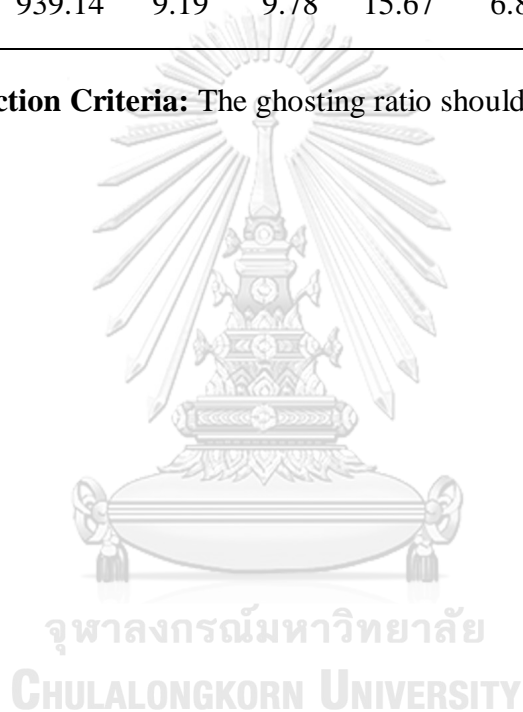 939.14 9.19 9.78 15.67 6.8
ction Criteria: The ghosting ratio should
จุฬาลงกรณ์มหาวิทยาลัย
CHULALONGKORN UNIVERSITY